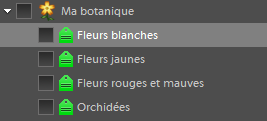 Ma botanique
Fleurs blanches
Fleurs jaunes
Fleurs rouges et mauves
Orchidées